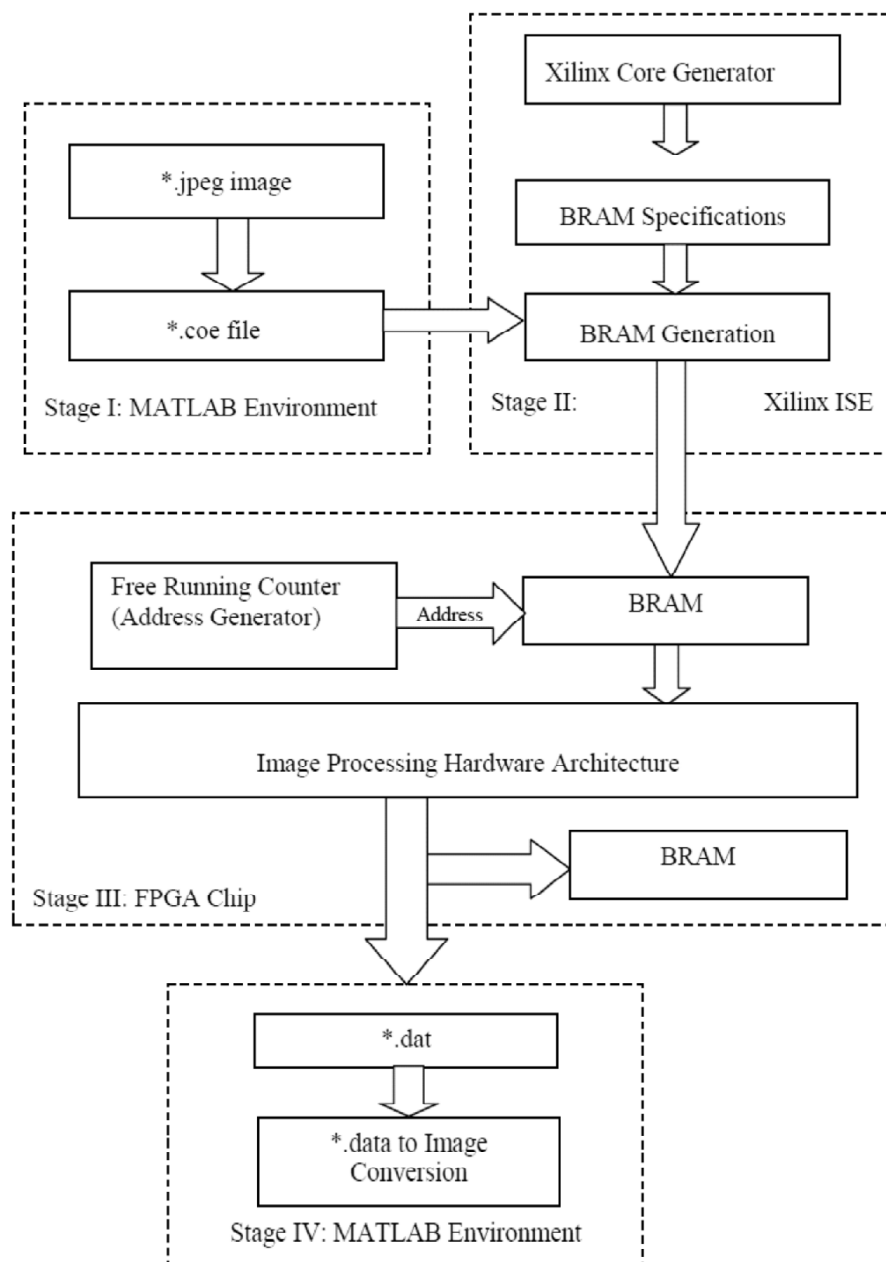 Xilinx Core Generator
*.jpeg image
BRAM Specifications
*.coe file
BRAM Generation
Stage I: MATLAB Environment
Stage II: Xilinx ISE
Free Running Counter
(Address Generator)
Address
BRAM
Image Processing Hardware Architecture
BRAM
Stage III: FPGA Chip
*.dat
*.data to Image
Conversion
Stage IV: MATLAB Environment